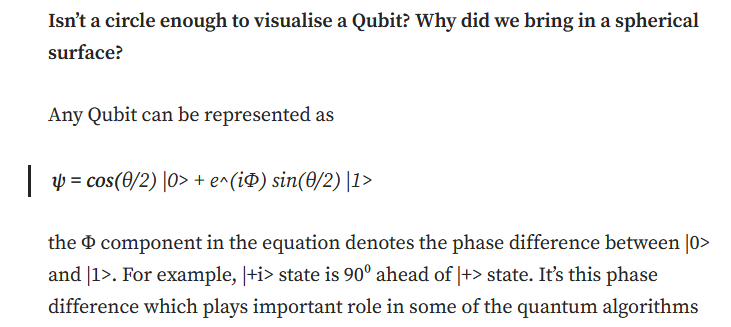 Isn’t a circle enough to visualise a Qubit? Why did we bring in a spherical
surface?
Any Qubit can be represented as
ψ = cos(θ/2) |0> + e^(iΦ) sin(θ/2) |1>
the Φ component in the equation denotes the phase difference between |0>
and |1>. For example, |+i> state is 90⁰ ahead of |+> state. It’s this phase
difference which plays important role in some of the quantum algorithms